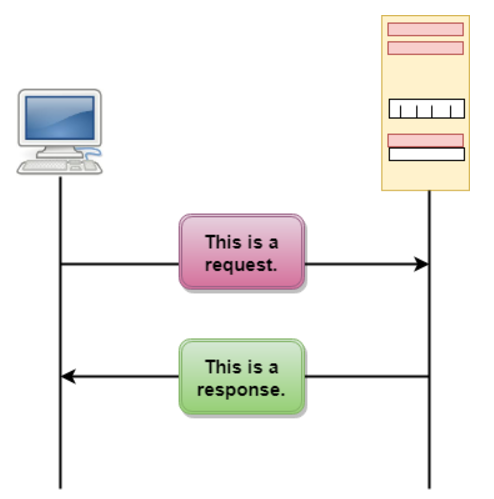 This is a
request.
This is a
response.